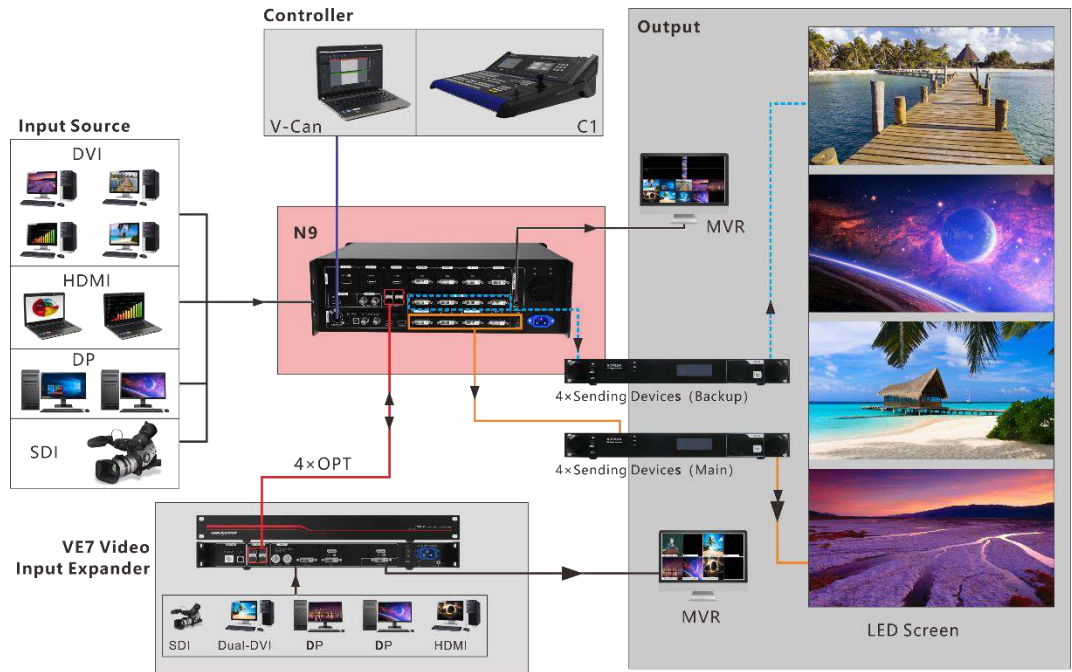 Controller
V-Can
C1
Output
Input Source
DVI
HDMI
DP
SDI
N9
MVR
4×Sending Devices (Backup)
4×Sending Devices (Main)
4×OPT
VE7 Video
Input Expander
SDI
Dual-DVI
DP
DP
HDMI
MVR
LED Screen